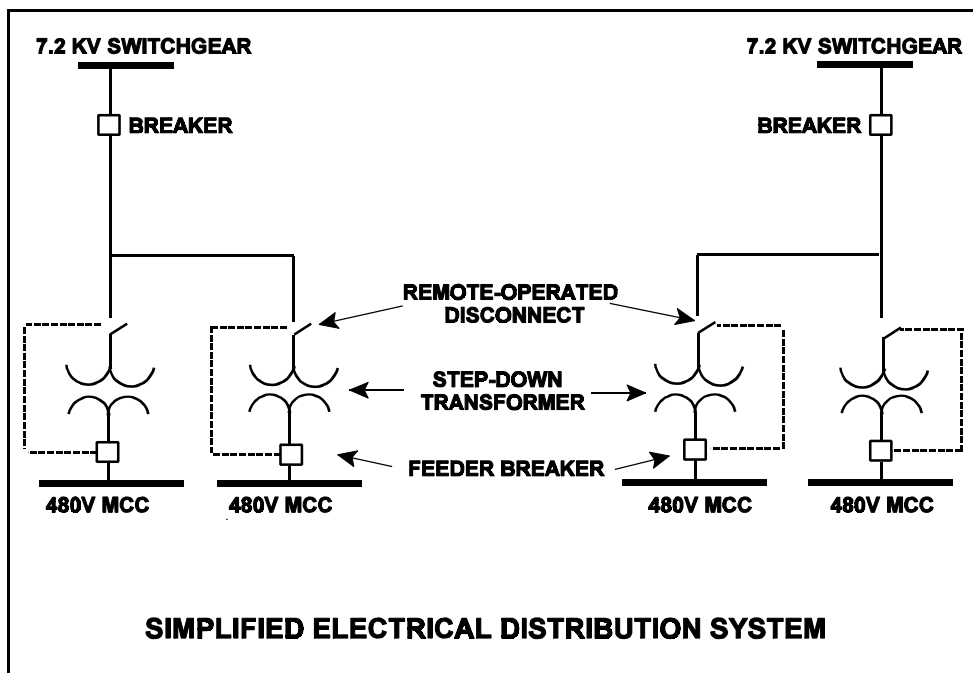 7.2 KV SWITCHGEAR
7.2 KV SWITCHGEAR
BREAKER
BREAKER
REMOTE-OPERATED
DISCONNECT
STEP-DOWN
TRANSFORMER
FEEDER BREAKER
480V MCC
480V MCC
480V MCC
480V MCC
SIMPLIFIED ELECTRICAL DISTRIBUTION SYSTEM